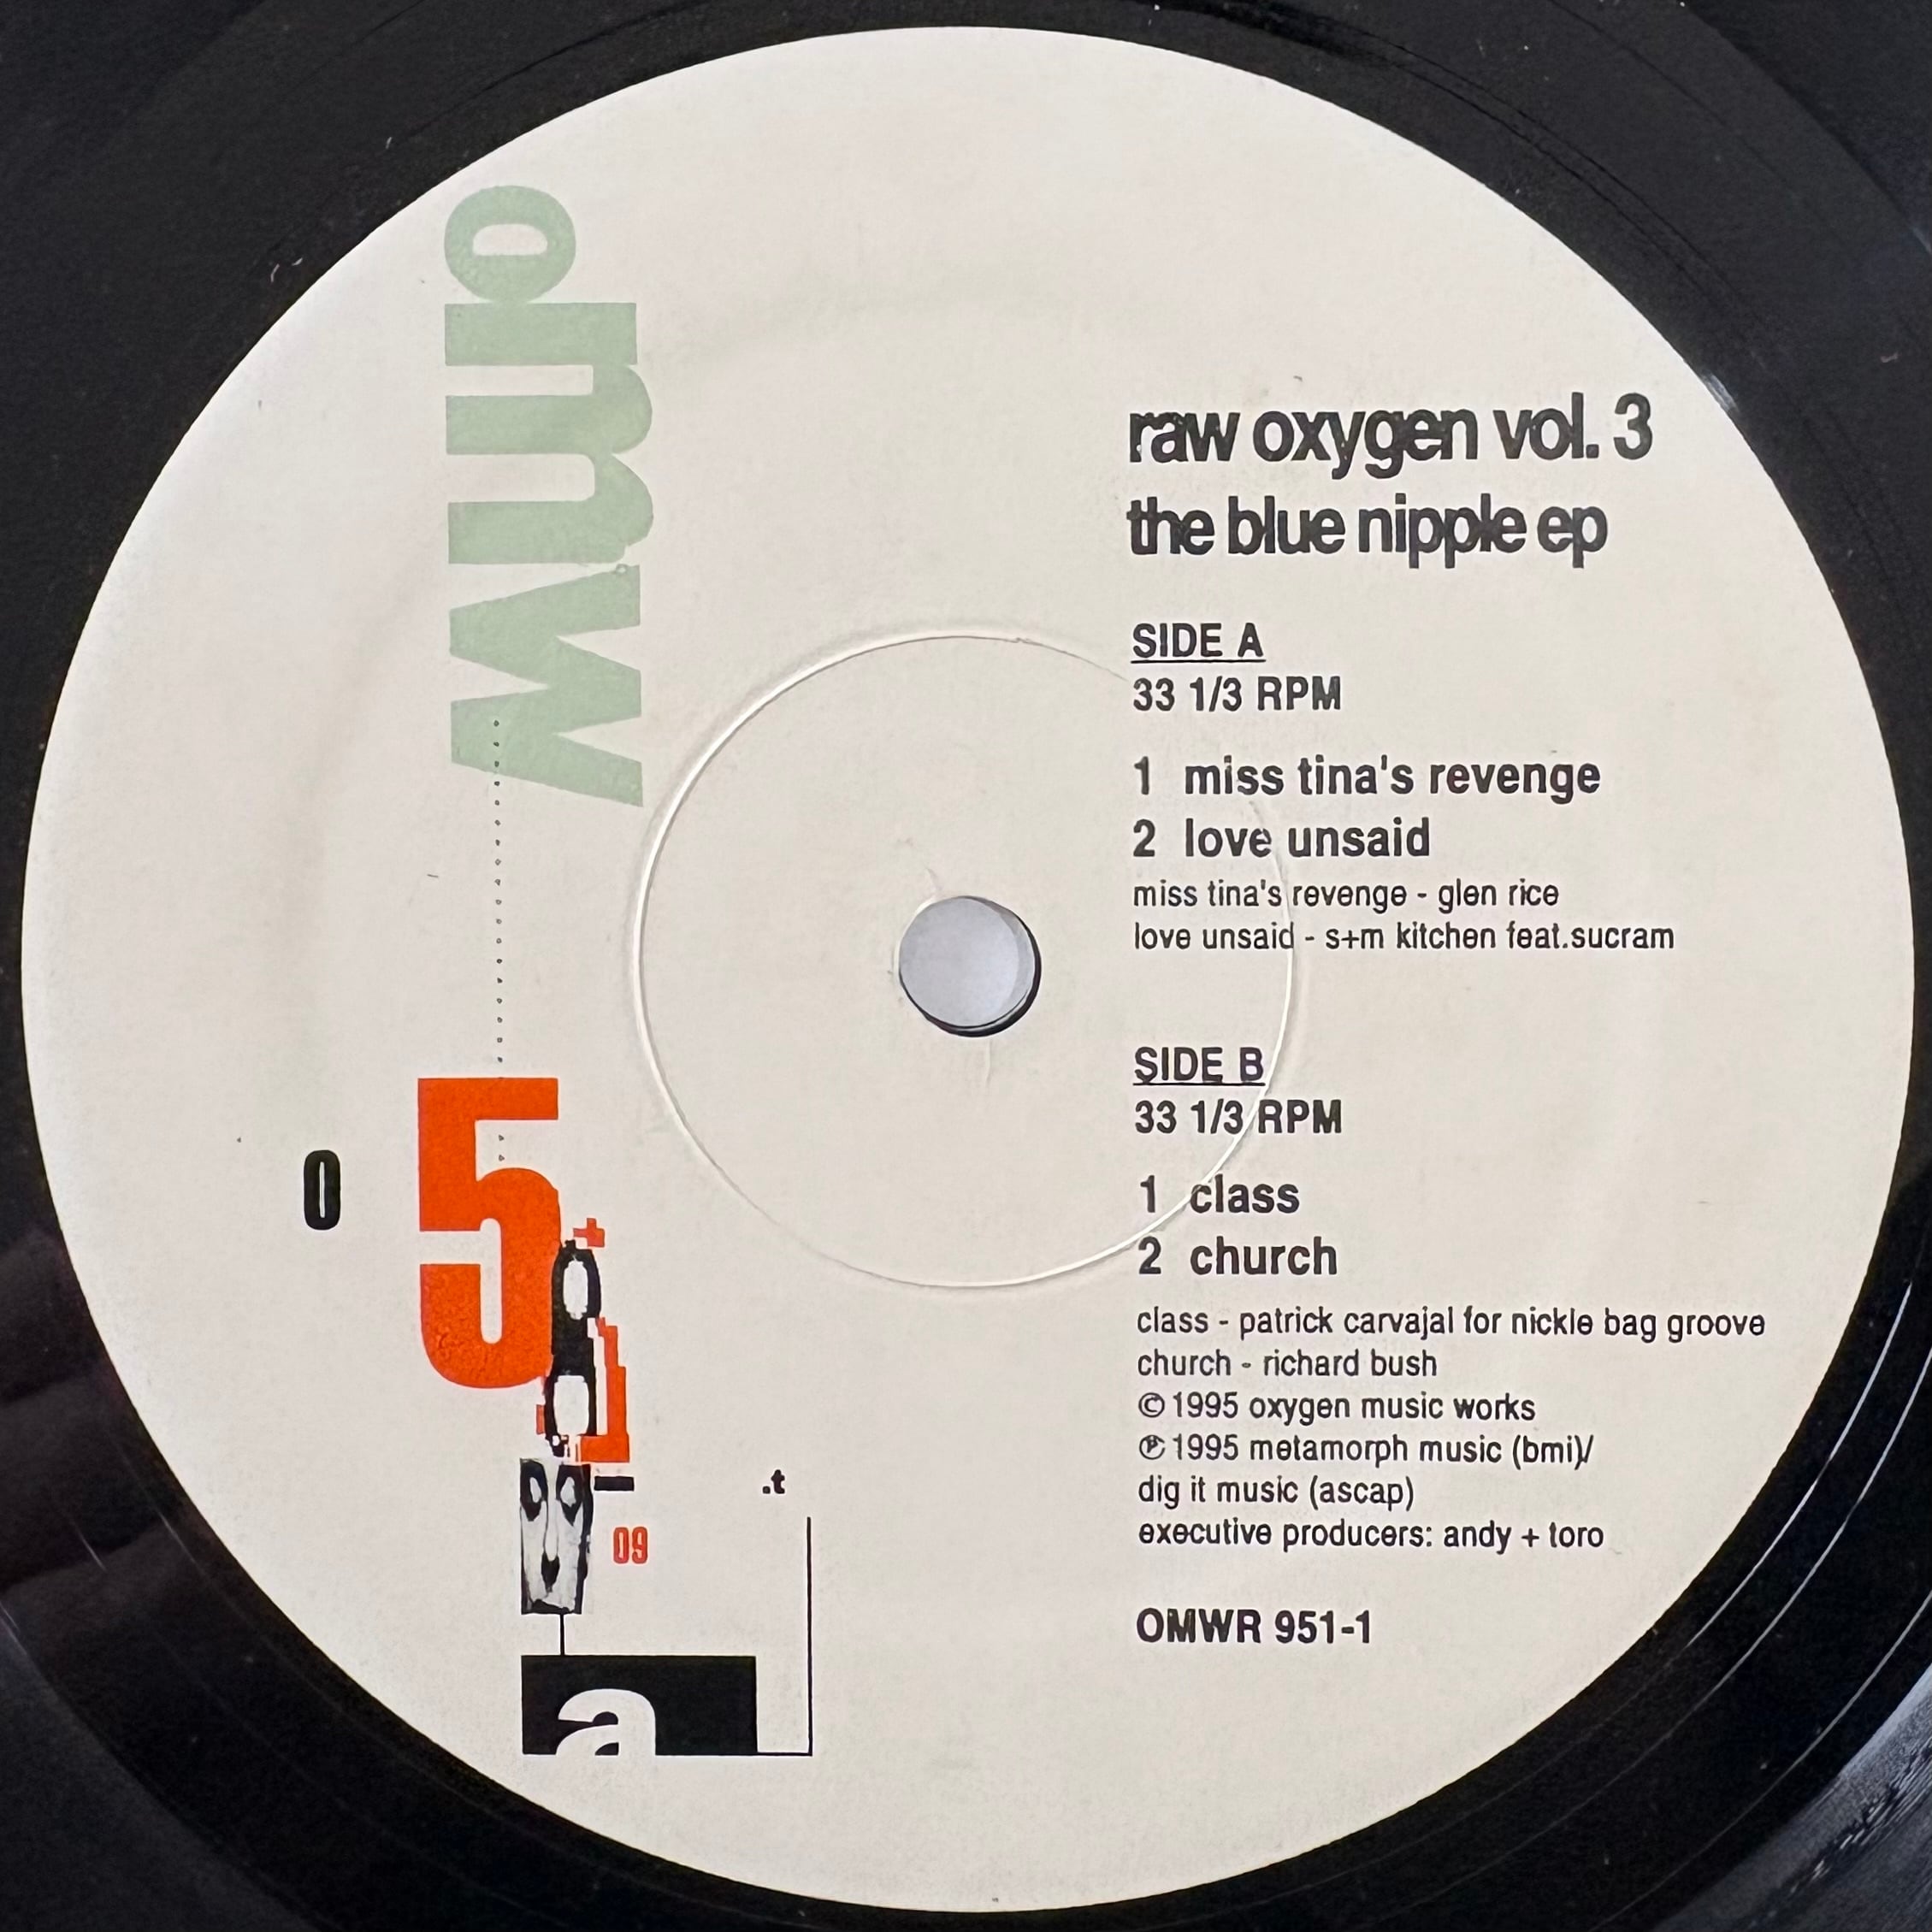 omw
raw oxygen vol. 3
the blue nipple ep
SIDE A
33 1/3 RPM
1 miss tina's revenge
2 love unsaid
miss tina's revenge - glen rice
love unsaid - s+m kitchen feat.sucram
SIDE B
33 1/3 RPM
1 class
2 church
class - patrick carvajal for nickle bag groove
church - richard bush
©1995 oxygen music works
℗1995 metamorph music (bmi)/
dig it music (ascap)
executive producers: andy + toro
OMWR 951-1
0
5
+
1
.t
09
a